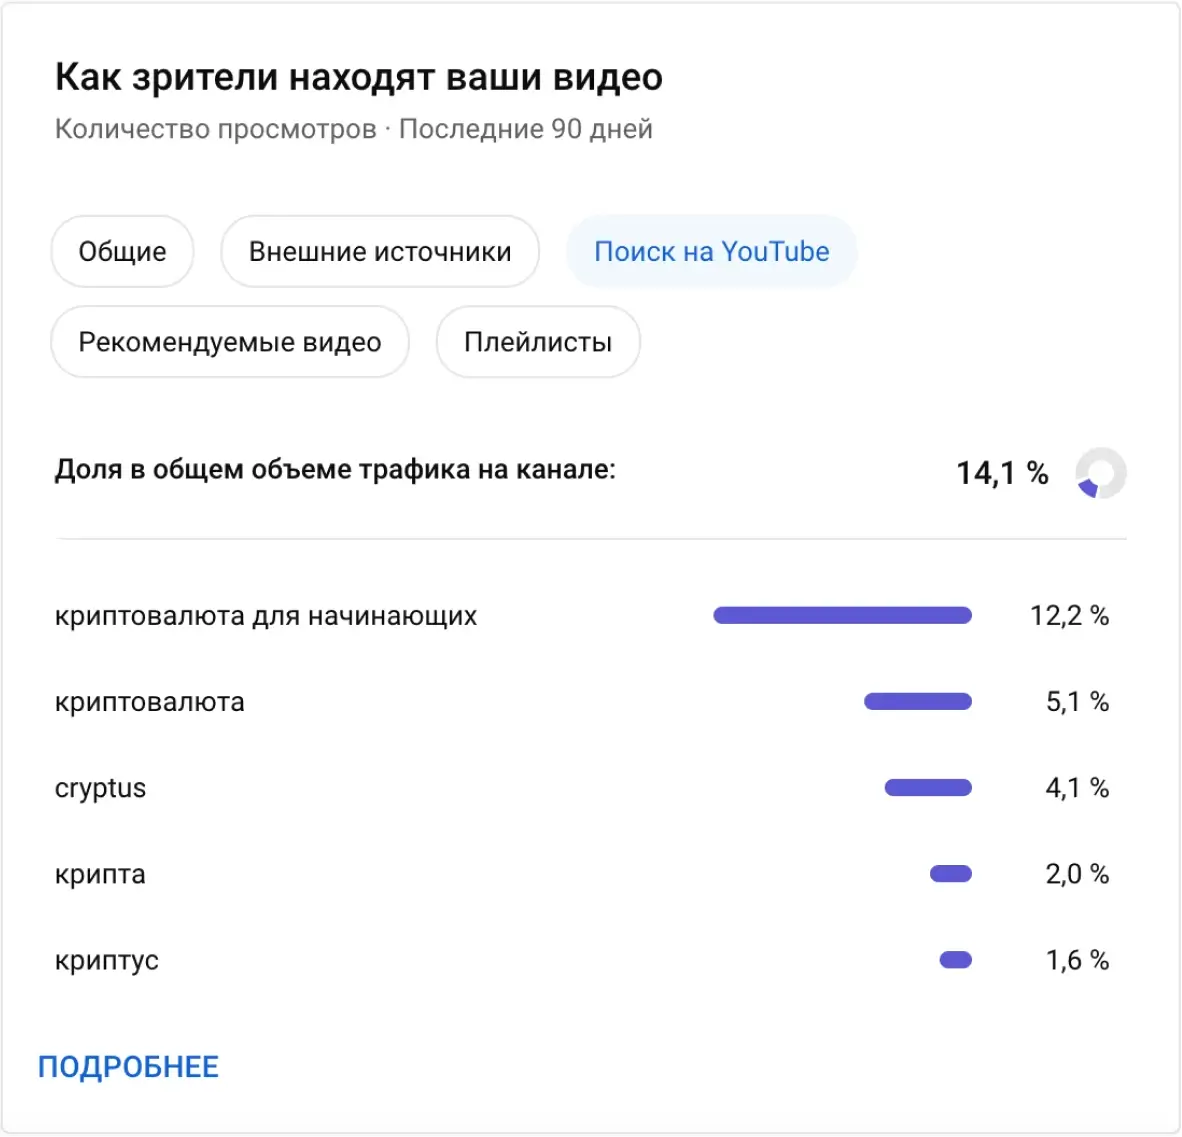 Как зрители находят ваши видео
Количество просмотров · Последние 90 дней
Общие Внешние источники Поиск на YouTube
Рекомендуемые видео Плейлисты
Доля в общем объеме трафика на канале: 14,1 %
криптовалюта для начинающих 12,2 %
криптовалюта 5,1 %
cryptus 4,1 %
крипта 2,0 %
криптус 1,6 %
ПОДРОБНЕЕ